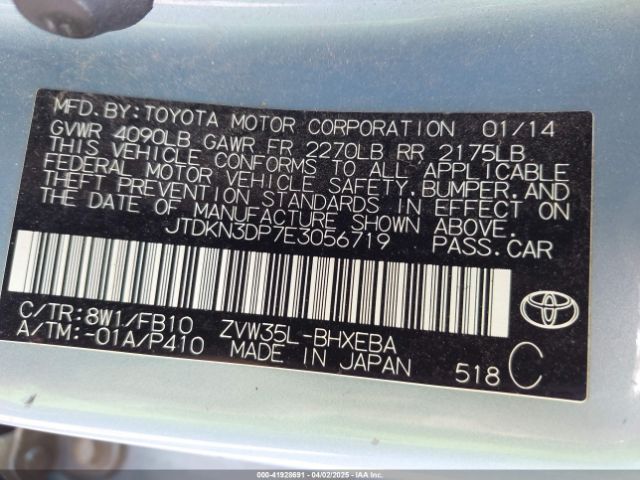 MFD. BY: TOYOTA MOTOR CORPORATION 01/14
GVWR 4090LB GAWR FR 2270LB RR 2175LB
THIS VEHICLE CONFORMS TO ALL APPLICABLE
FEDERAL MOTOR VEHICLE SAFETY, BUMPER, AND
THEFT PREVENTION STANDARDS IN EFFECT ON
THE DATE OF MANUFACTURE SHOWN ABOVE.
JTDKN3DP7E3056719 PASS. CAR
C/TR: 8W1/FB10 ZVW35L-BHXEBA
A/TM: -01A/P410 MADE IN JAPAN
518 C
TOYOTA
000-41928691 - 04/02/2025 - IAA